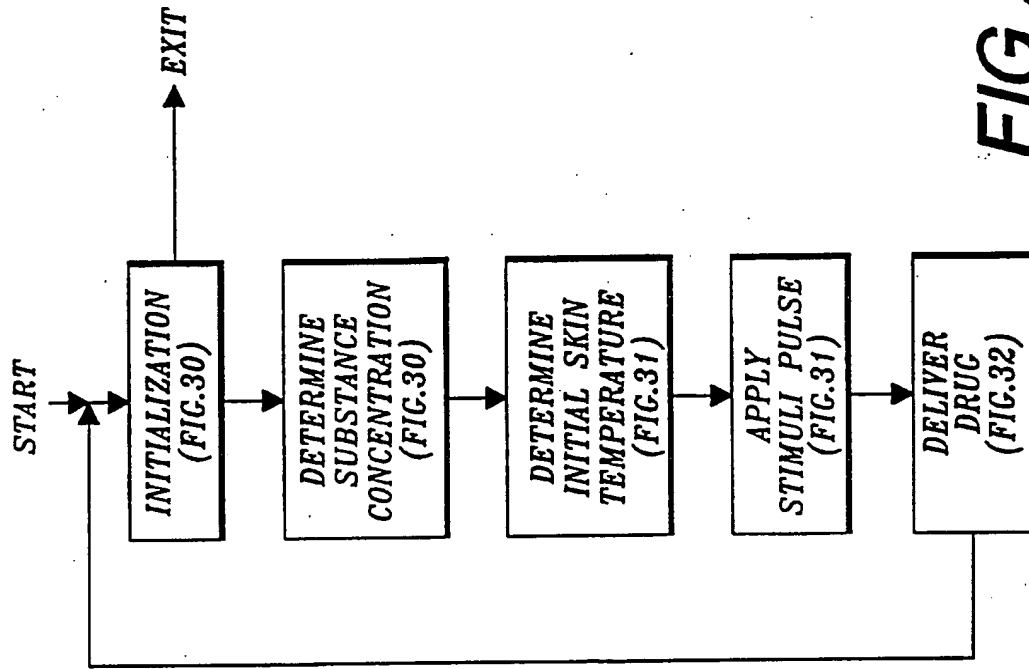 START
INITIALIZATION
(FIG.30)
EXIT
DETERMINE
SUBSTANCE
CONCENTRATION
(FIG.30)
DETERMINE
INITIAL SKIN
TEMPERATURE
(FIG.31)
APPLY
STIMULI PULSE
(FIG.31)
DELIVER
DRUG
(FIG.32)
FIG